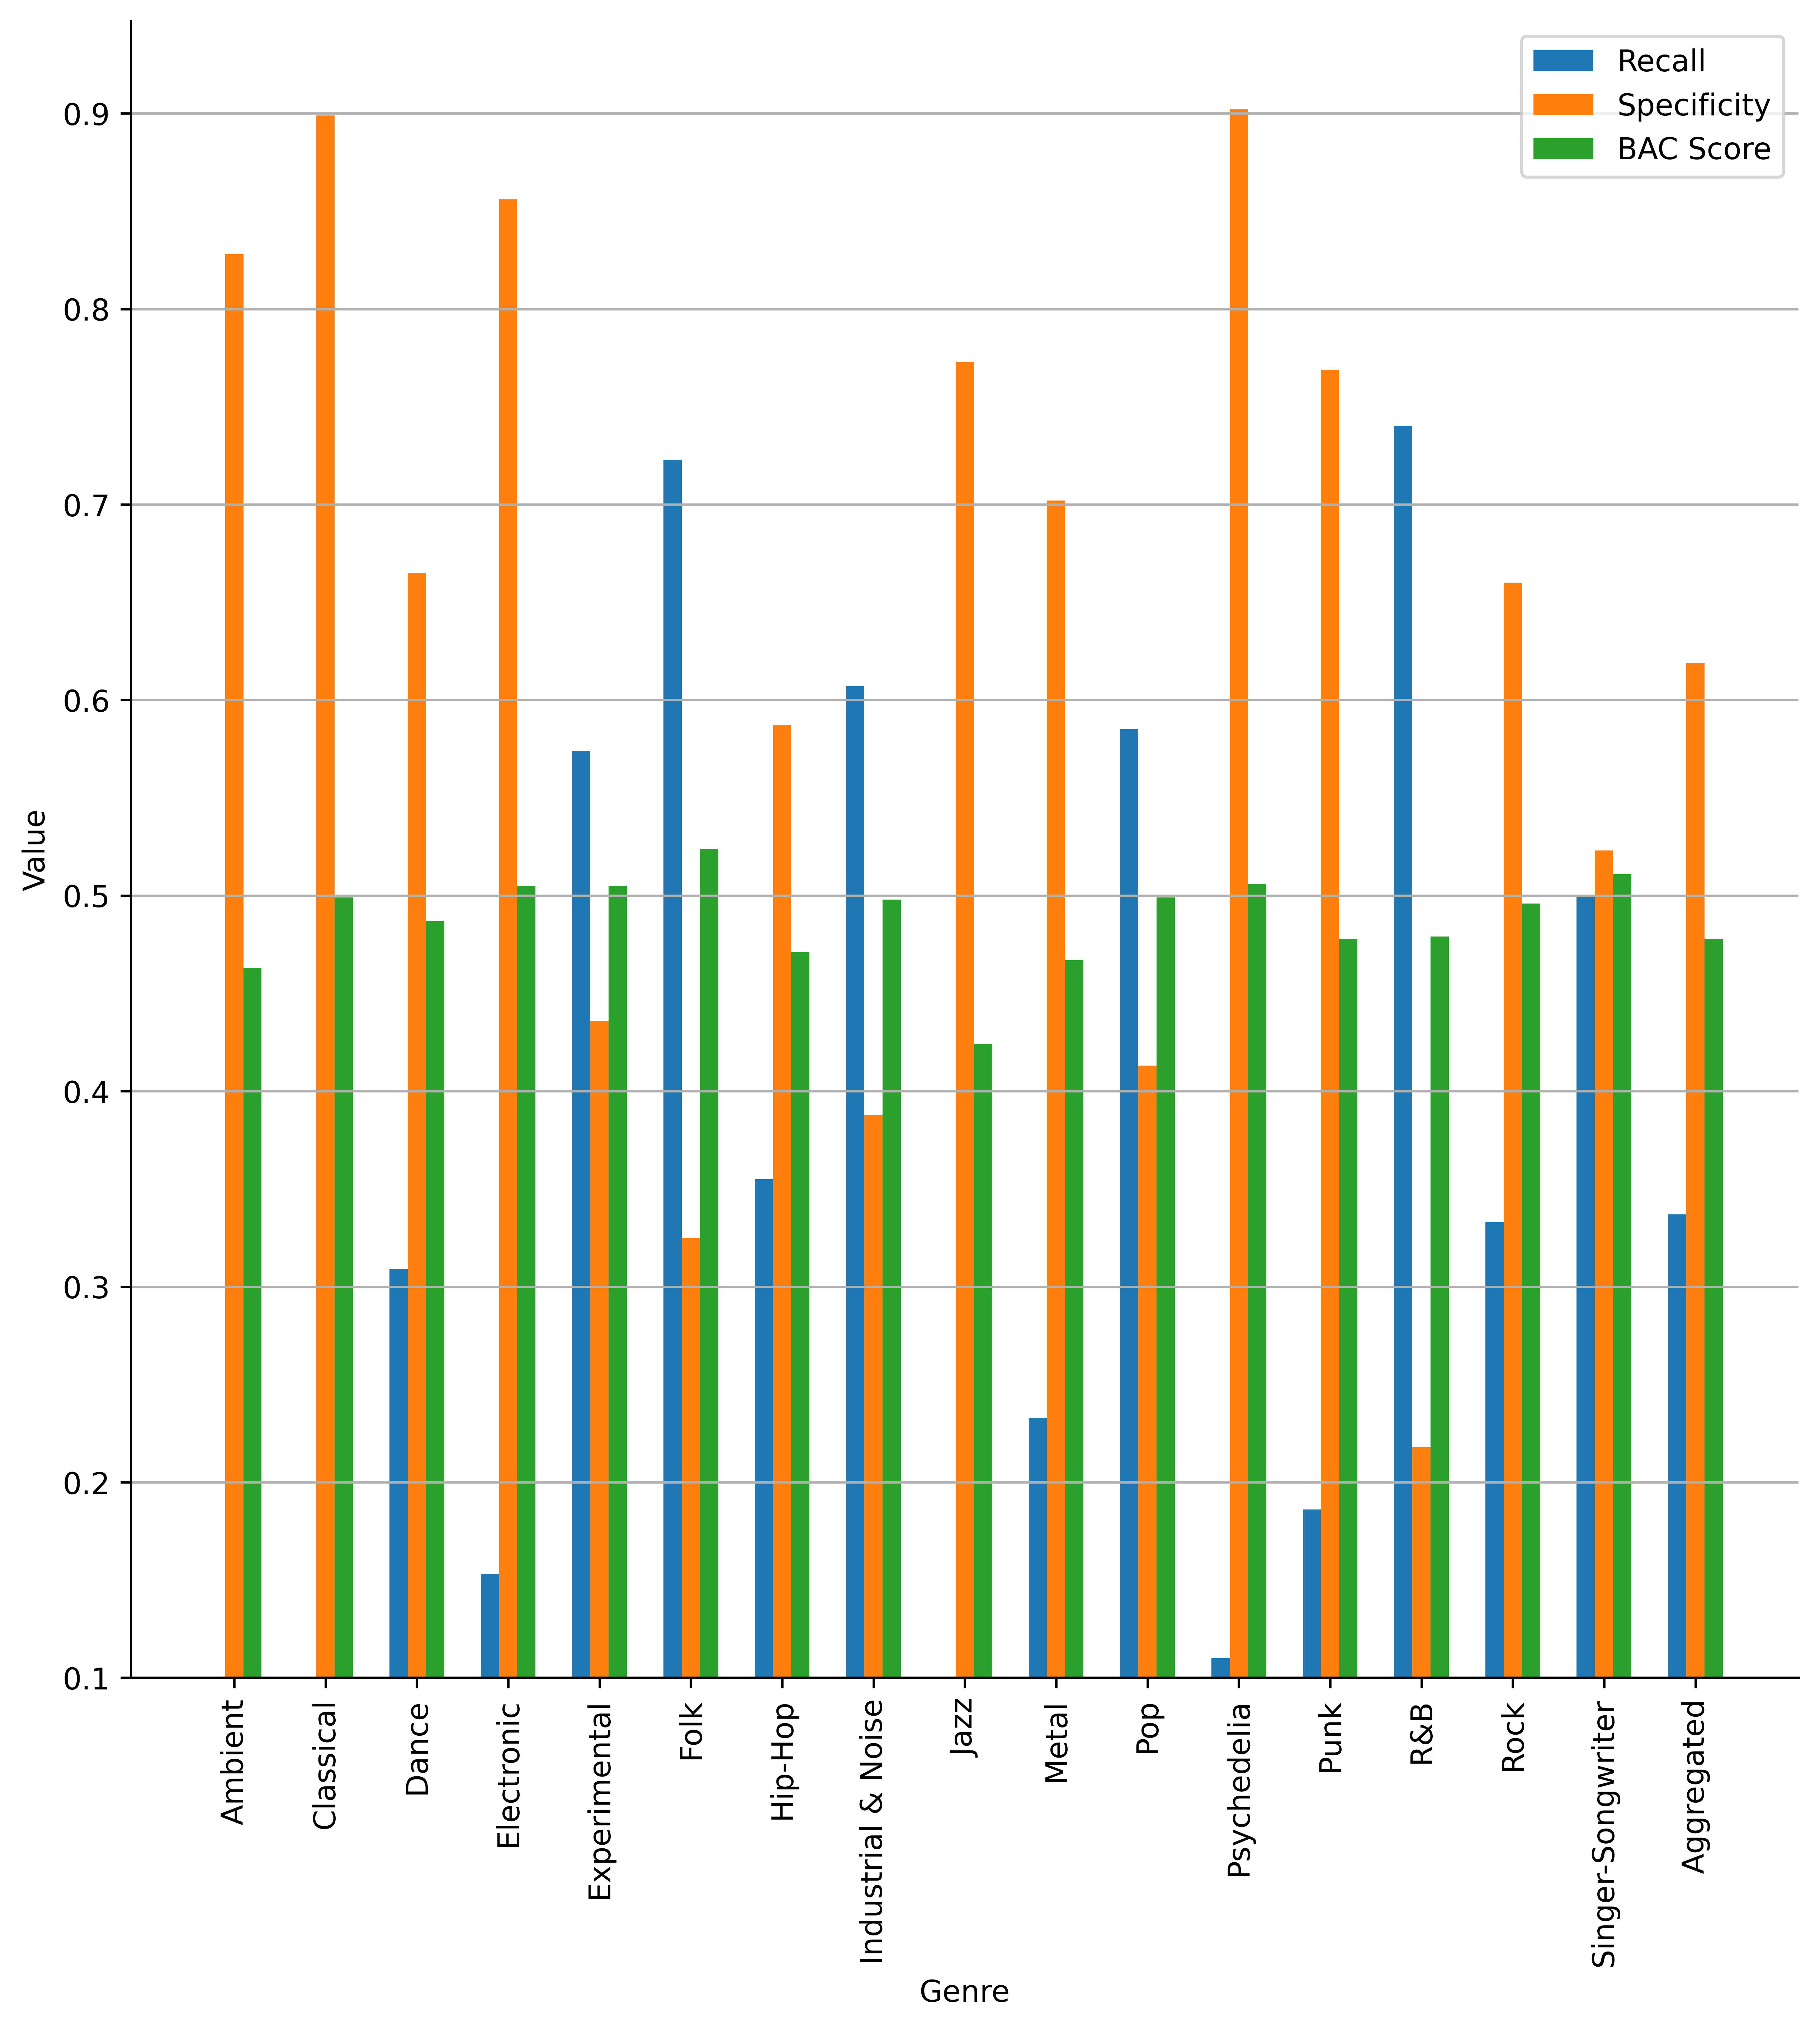 Recall
Specificity
BAC Score
0.9
0.8
0.7
0.6
0.5
0.4
0.3
0.2
0.1
Value
Ambient
Classical
Dance
Electronic
Experimental
Folk
Hip-Hop
Industrial & Noise
Jazz
Metal
Pop
Psychedelia
Punk
R&B
Rock
Singer-Songwriter
Aggregated
Genre